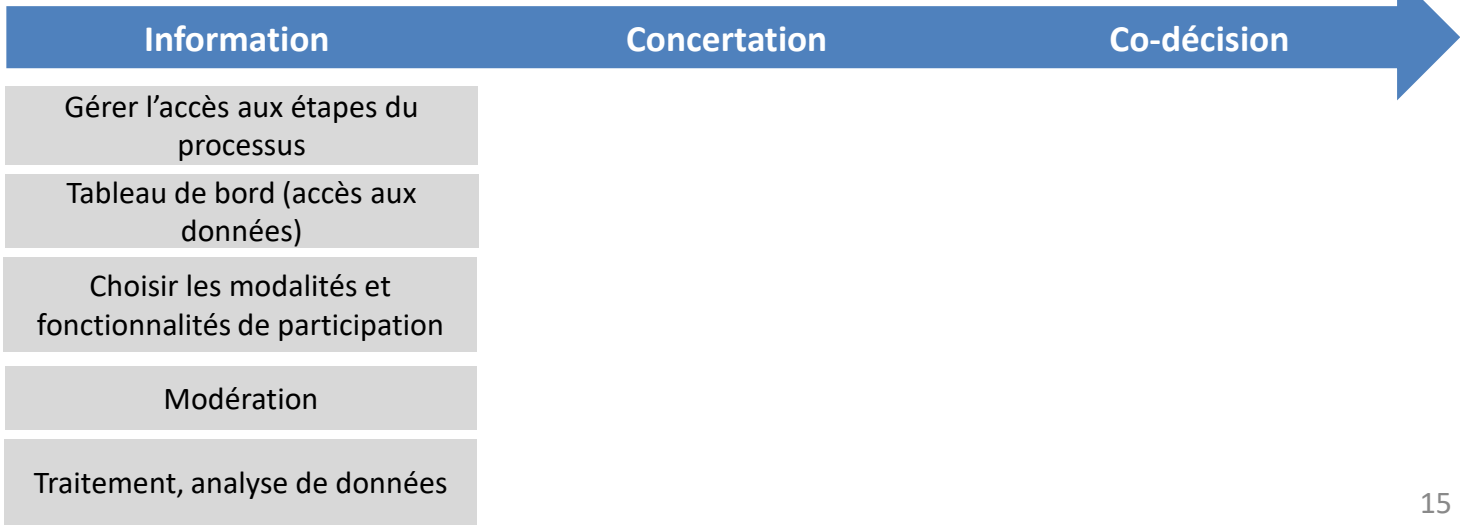 Information Concertation Co-décision
Gérer l’accès aux étapes du
processus
Tableau de bord (accès aux
données)
Choisir les modalités et
fonctionnalités de participation
Modération
Traitement, analyse de données
15